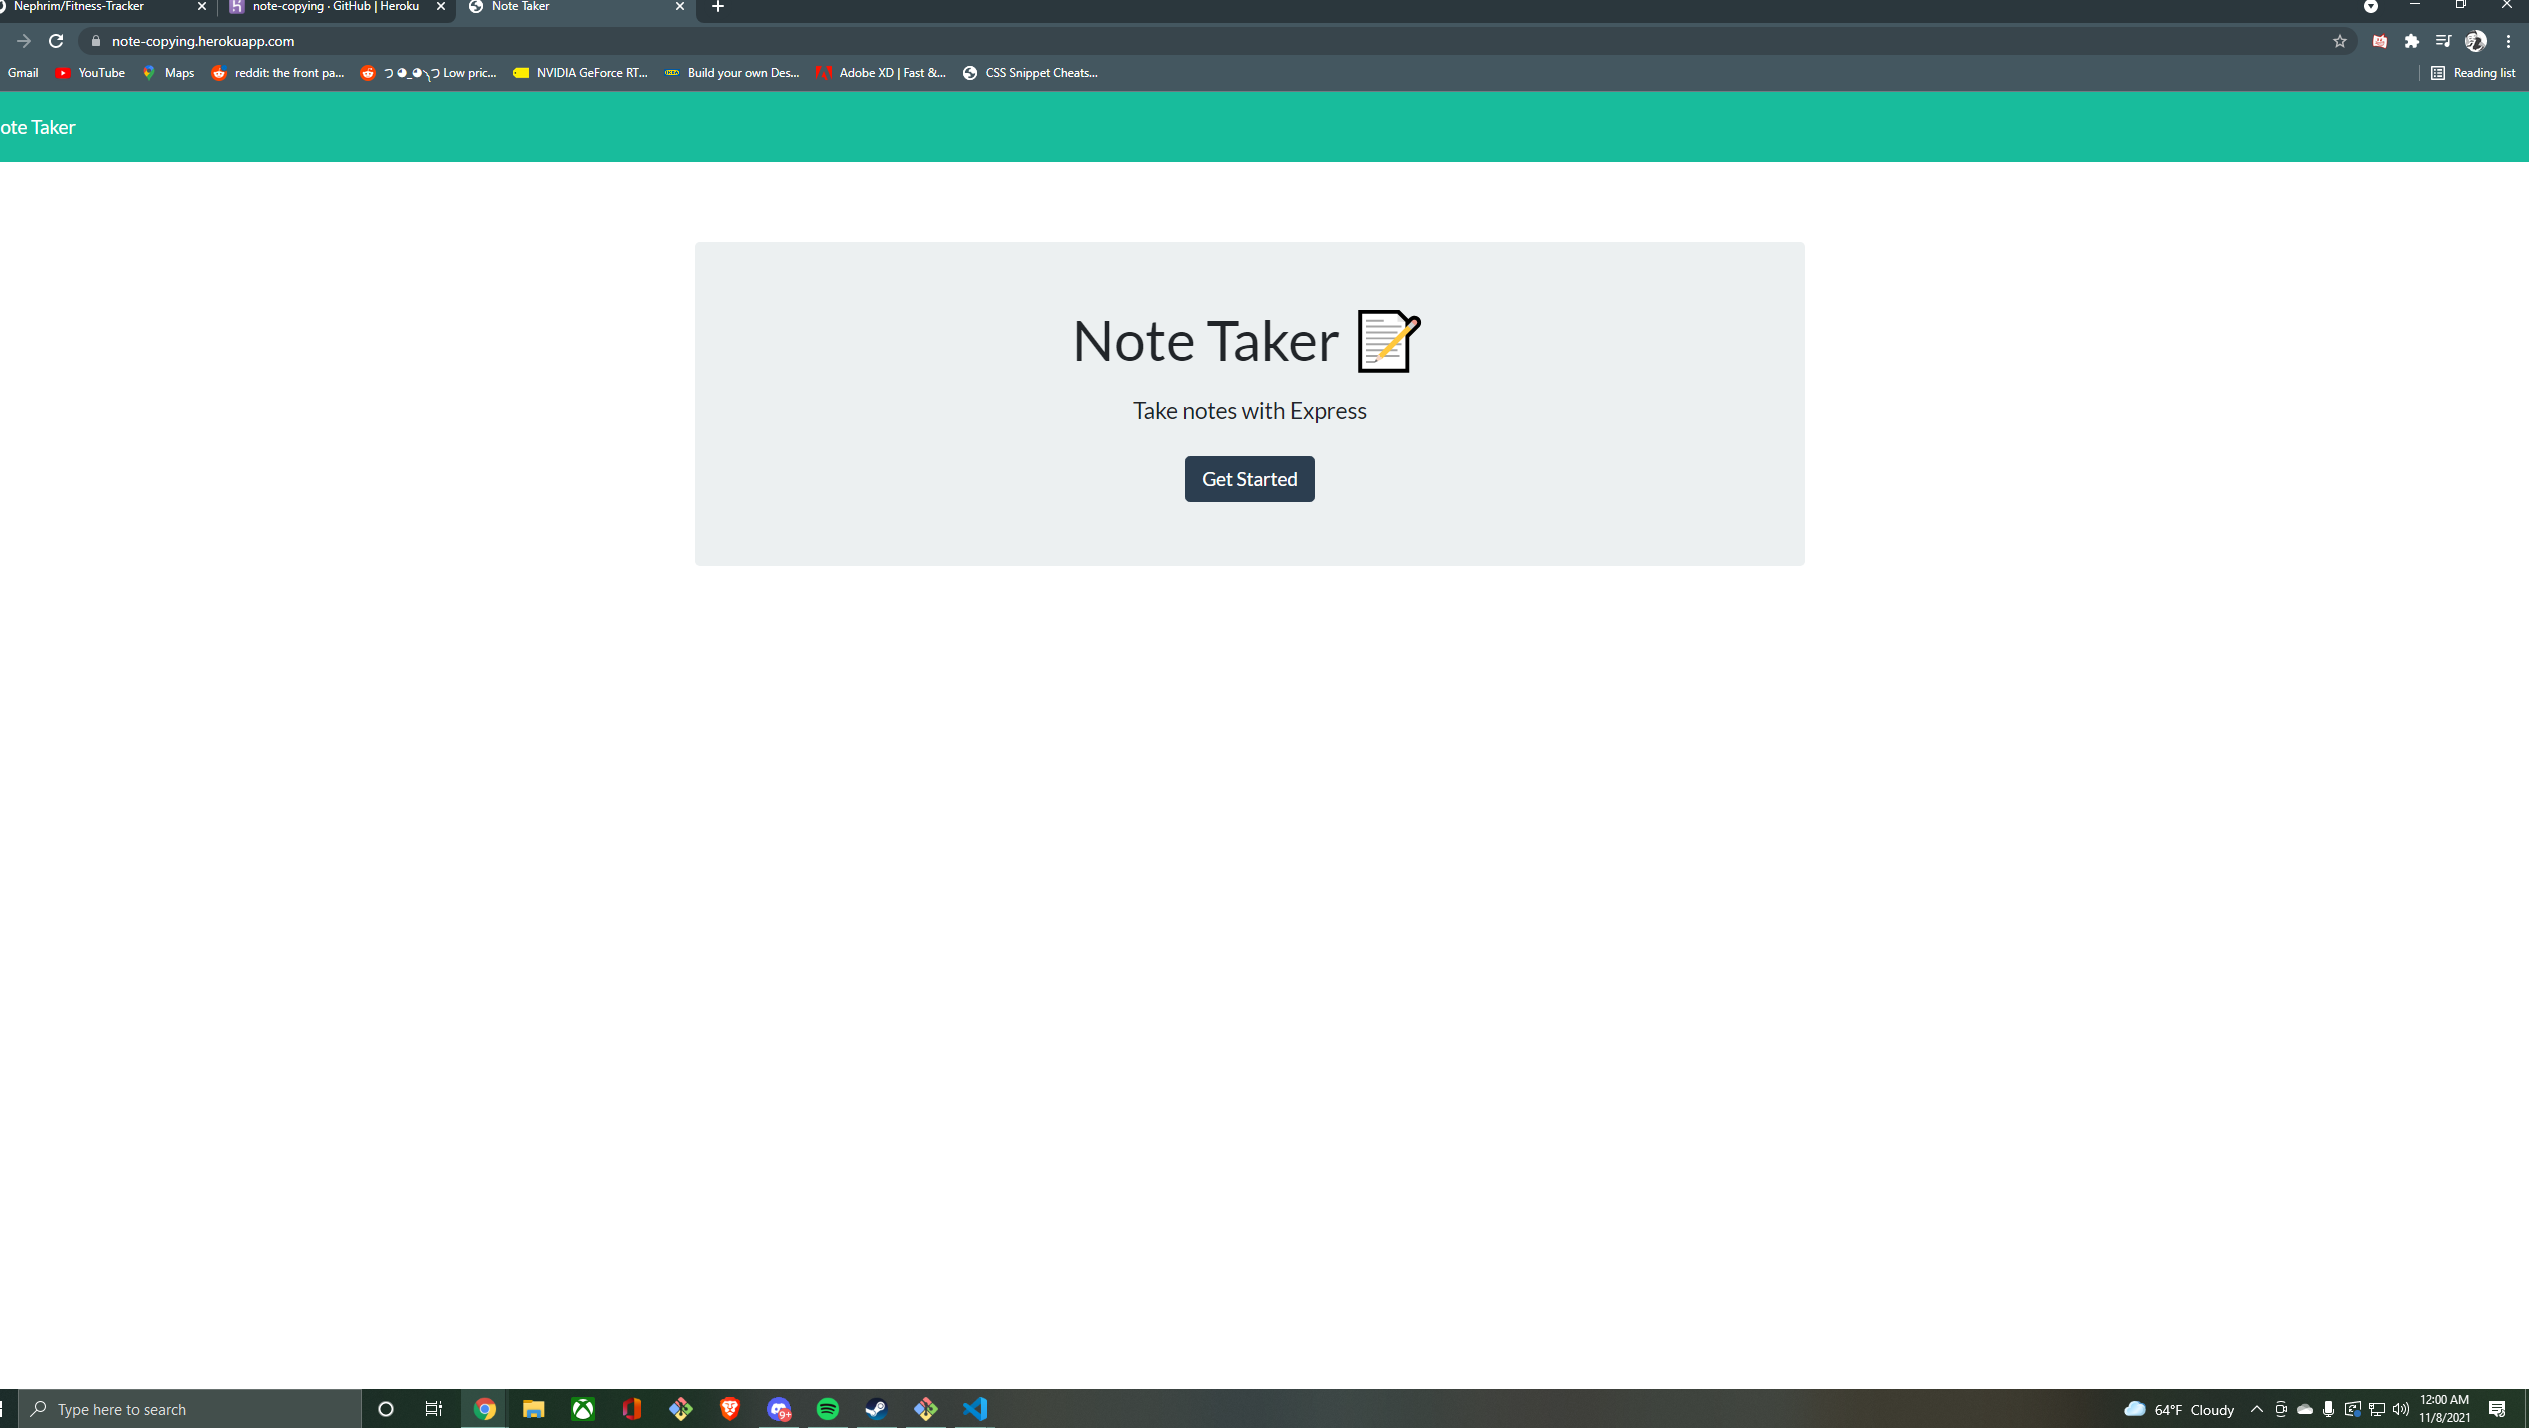 Nephrim/Fitness-Tracker
note-copying · GitHub | Heroku
Note Taker
note-copying.herokuapp.com
Gmail
YouTube
Maps
reddit: the front pa...
Low pric...
NVIDIA GeForce RT...
Build your own Des...
Adobe XD | Fast &...
CSS Snippet Cheats...
Reading list
ote Taker
Note Taker
Take notes with Express
Get Started
Type here to search
9+
64°F Cloudy
12:00 AM
11/8/2021